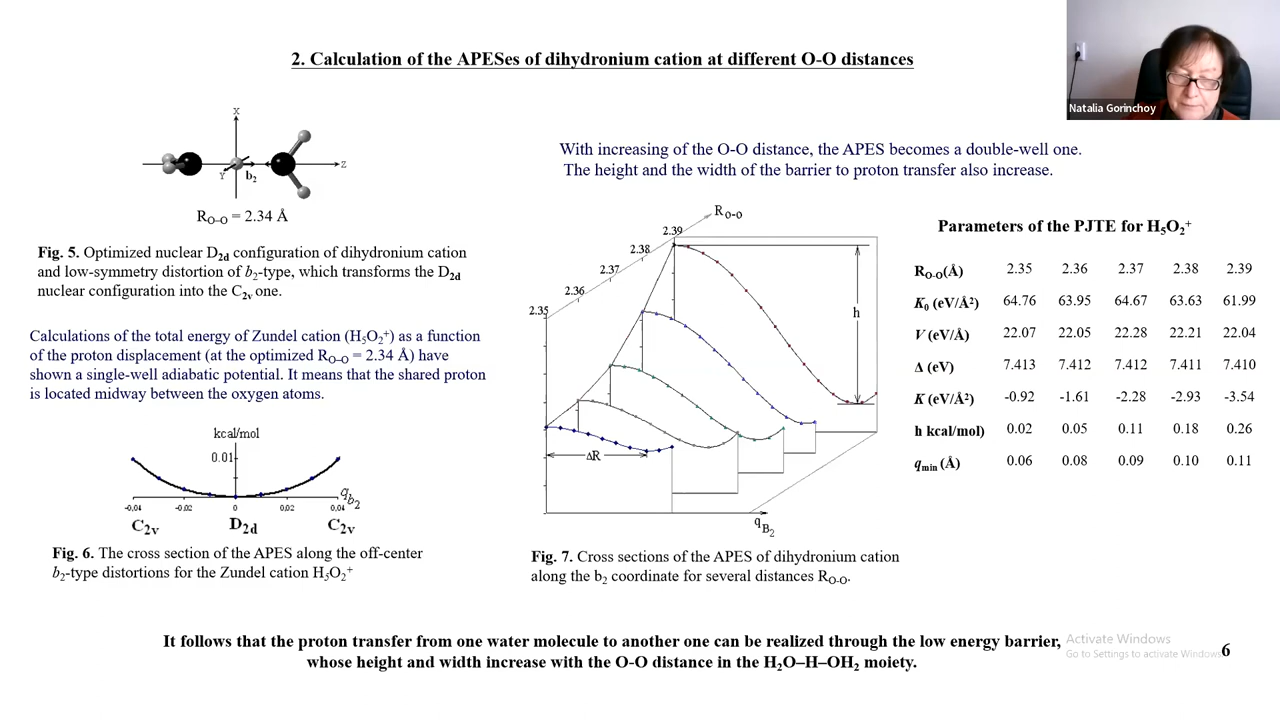 2. Calculation of the APESes of dihydronium cation at different O-O distances
Natalia Gorinchoy
X
Z
Y
b2
RO–O = 2.34 Å
Fig. 5. Optimized nuclear D2d configuration of dihydronium cation
and low-symmetry distortion of b2-type, which transforms the D2d
nuclear configuration into the C2v one.
Calculations of the total energy of Zundel cation (H5O2+) as a function
of the proton displacement (at the optimized RO–O = 2.34 Å) have
shown a single-well adiabatic potential. It means that the shared proton
is located midway between the oxygen atoms.
kcal/mol
0.01
-0,04 -0,02 0 0,02 0,04 qb2
C2v D2d C2v
Fig. 6. The cross section of the APES along the off-center
b2-type distortions for the Zundel cation H5O2+
With increasing of the O-O distance, the APES becomes a double-well one.
The height and the width of the barrier to proton transfer also increase.
RO-O
2.39
2.38
2.37
2.36
2.35
h
ΔR
qB2
Fig. 7. Cross sections of the APES of dihydronium cation
along the b2 coordinate for several distances RO-O.
Parameters of the PJTE for H5O2+
RO-O(Å) 2.35 2.36 2.37 2.38 2.39
K0 (eV/Å2) 64.76 63.95 64.67 63.63 61.99
V (eV/Å) 22.07 22.05 22.28 22.21 22.04
Δ (eV) 7.413 7.412 7.412 7.411 7.410
K (eV/Å2) -0.92 -1.61 -2.28 -2.93 -3.54
h kcal/mol) 0.02 0.05 0.11 0.18 0.26
qmin (Å) 0.06 0.08 0.09 0.10 0.11
It follows that the proton transfer from one water molecule to another one can be realized through the low energy barrier,
whose height and width increase with the O-O distance in the H2O–H–OH2 moiety.
Activate Windows
Go to Settings to activate Windows
6